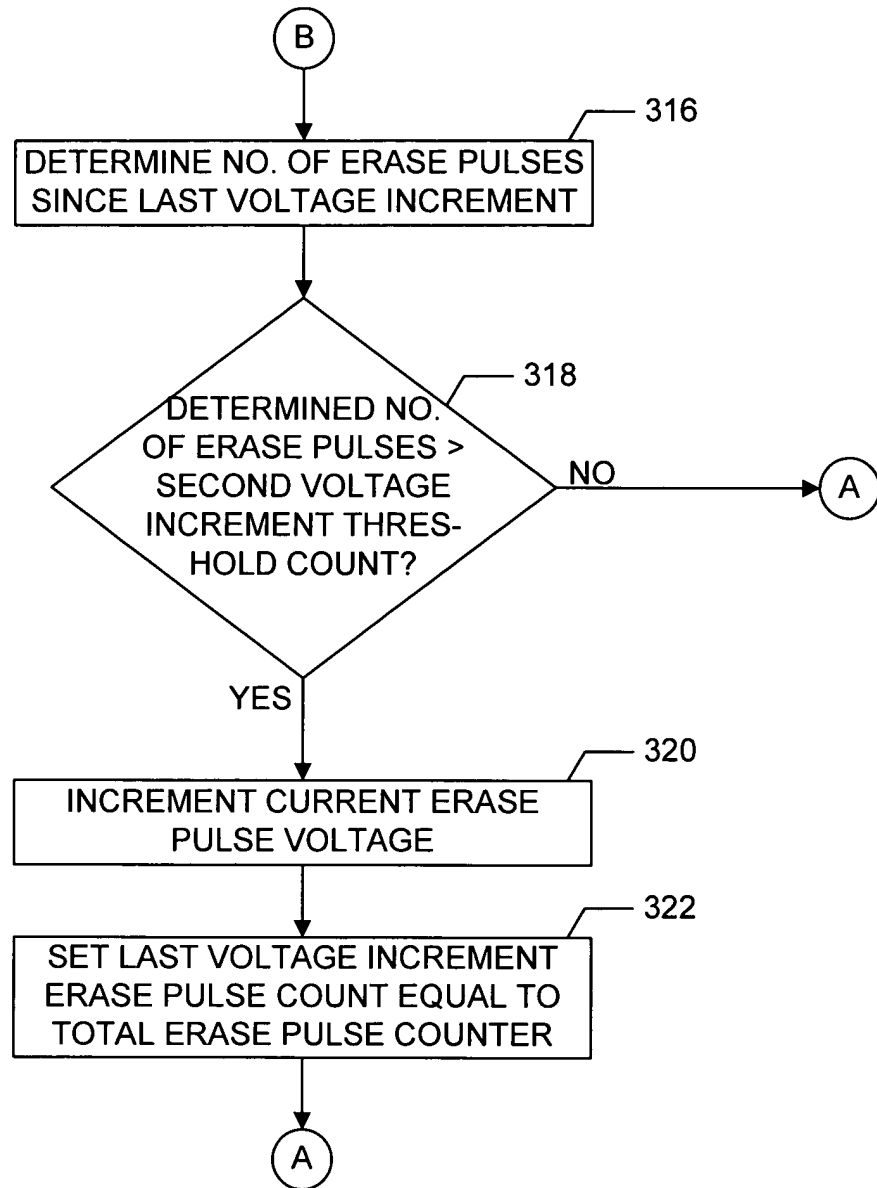 B
316
DETERMINE NO. OF ERASE PULSES
SINCE LAST VOLTAGE INCREMENT
318
DETERMINED NO.
OF ERASE PULSES >
SECOND VOLTAGE
INCREMENT THRES-
HOLD COUNT?
NO
A
YES
320
INCREMENT CURRENT ERASE
PULSE VOLTAGE
322
SET LAST VOLTAGE INCREMENT
ERASE PULSE COUNT EQUAL TO
TOTAL ERASE PULSE COUNTER
A